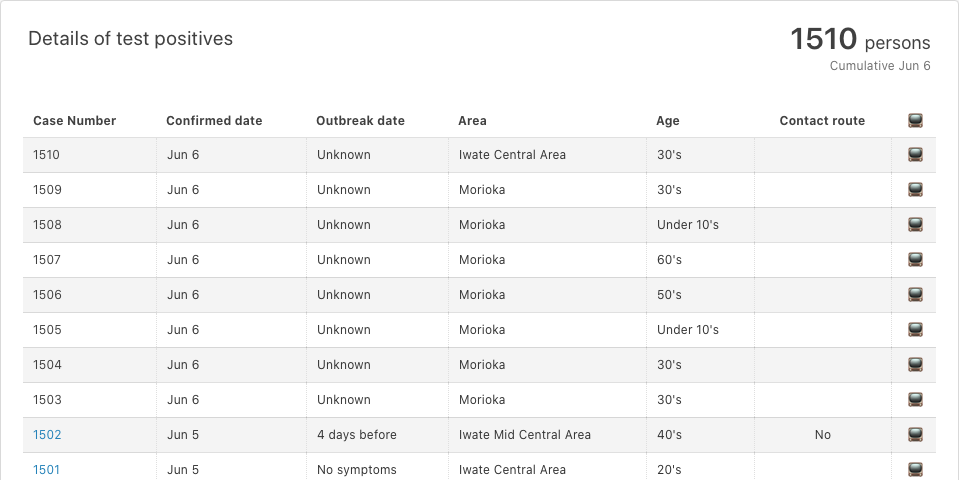 Details of test positives
1510 persons
Cumulative Jun 6
Case Number Confirmed date Outbreak date Area Age Contact route
1510 Jun 6 Unknown Iwate Central Area 30's
1509 Jun 6 Unknown Morioka 30's
1508 Jun 6 Unknown Morioka Under 10's
1507 Jun 6 Unknown Morioka 60's
1506 Jun 6 Unknown Morioka 50's
1505 Jun 6 Unknown Morioka Under 10's
1504 Jun 6 Unknown Morioka 30's
1503 Jun 6 Unknown Morioka 30's
1502 Jun 5 4 days before Iwate Mid Central Area 40's No
1501 Jun 5 No symptoms Iwate Central Area 20's